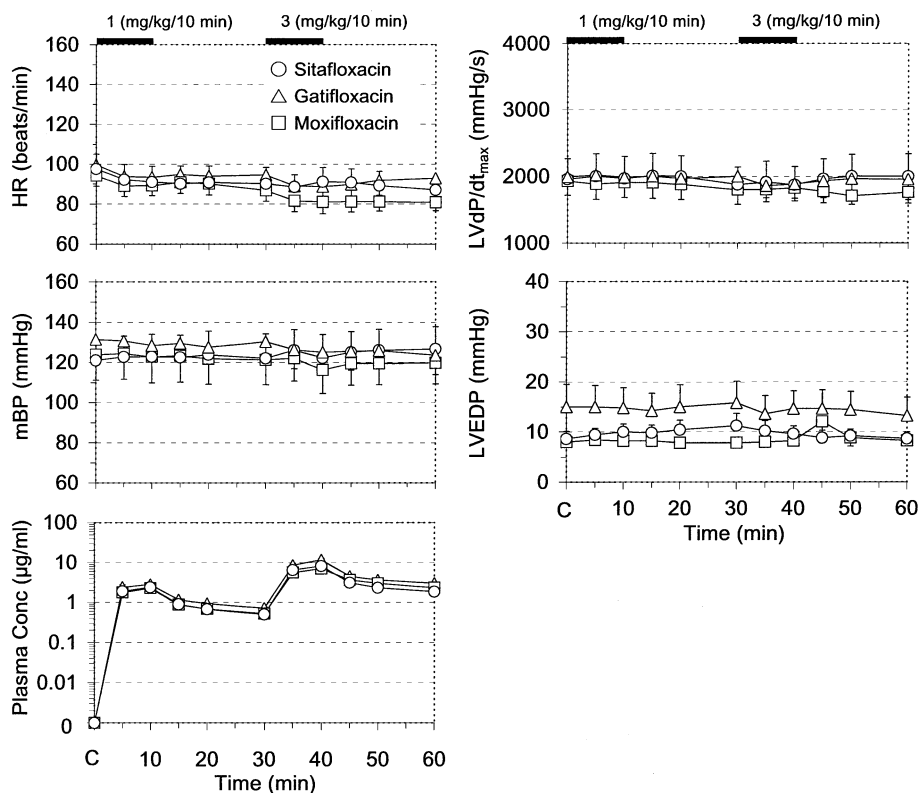 1 (mg/kg/10 min) 3 (mg/kg/10 min)
HR (beats/min)
160
140
120
100
80
60
Sitafloxacin
Gatifloxacin
Moxifloxacin
mBP (mmHg)
160
140
120
100
80
60
Plasma Conc (µg/ml)
100
10
1
0.1
0.01
0
C 10 20 30 40 50 60
Time (min)
1 (mg/kg/10 min) 3 (mg/kg/10 min)
LVdP/dtmax (mmHg/s)
4000
3000
2000
1000
LVEDP (mmHg)
40
30
20
10
0
C 10 20 30 40 50 60
Time (min)